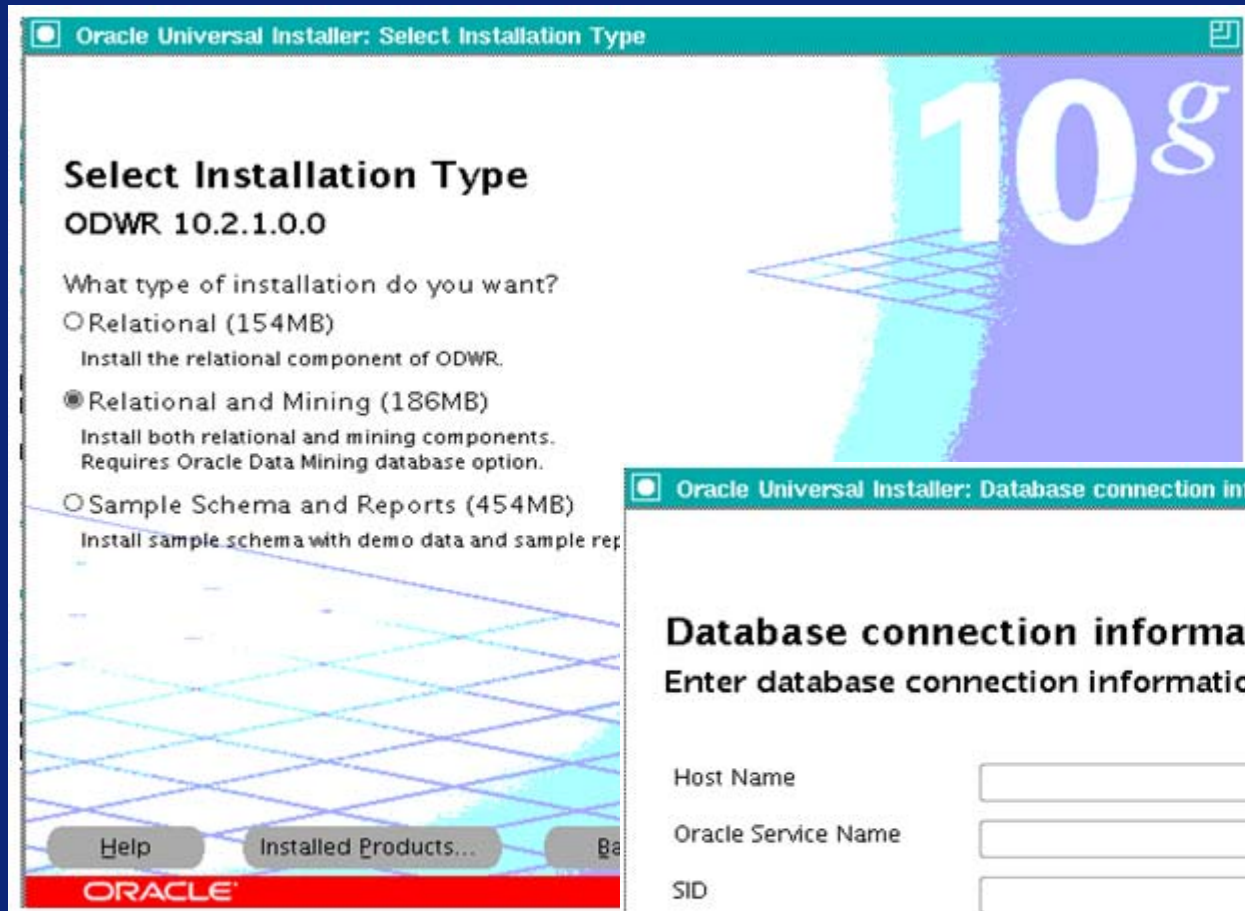 Oracle Universal Installer: Select Installation Type
10g
Select Installation Type
ODWR 10.2.1.0.0
What type of installation do you want?
Relational (154MB)
Install the relational component of ODWR.
Relational and Mining (186MB)
Install both relational and mining components.
Requires Oracle Data Mining database option.
Sample Schema and Reports (454MB)
Install sample schema with demo data and sample rep
Help
Installed Products...
Ba
ORACLE
Oracle Universal Installer: Database connection in
Database connection informa
Enter database connection informatio
Host Name
Oracle Service Name
SID